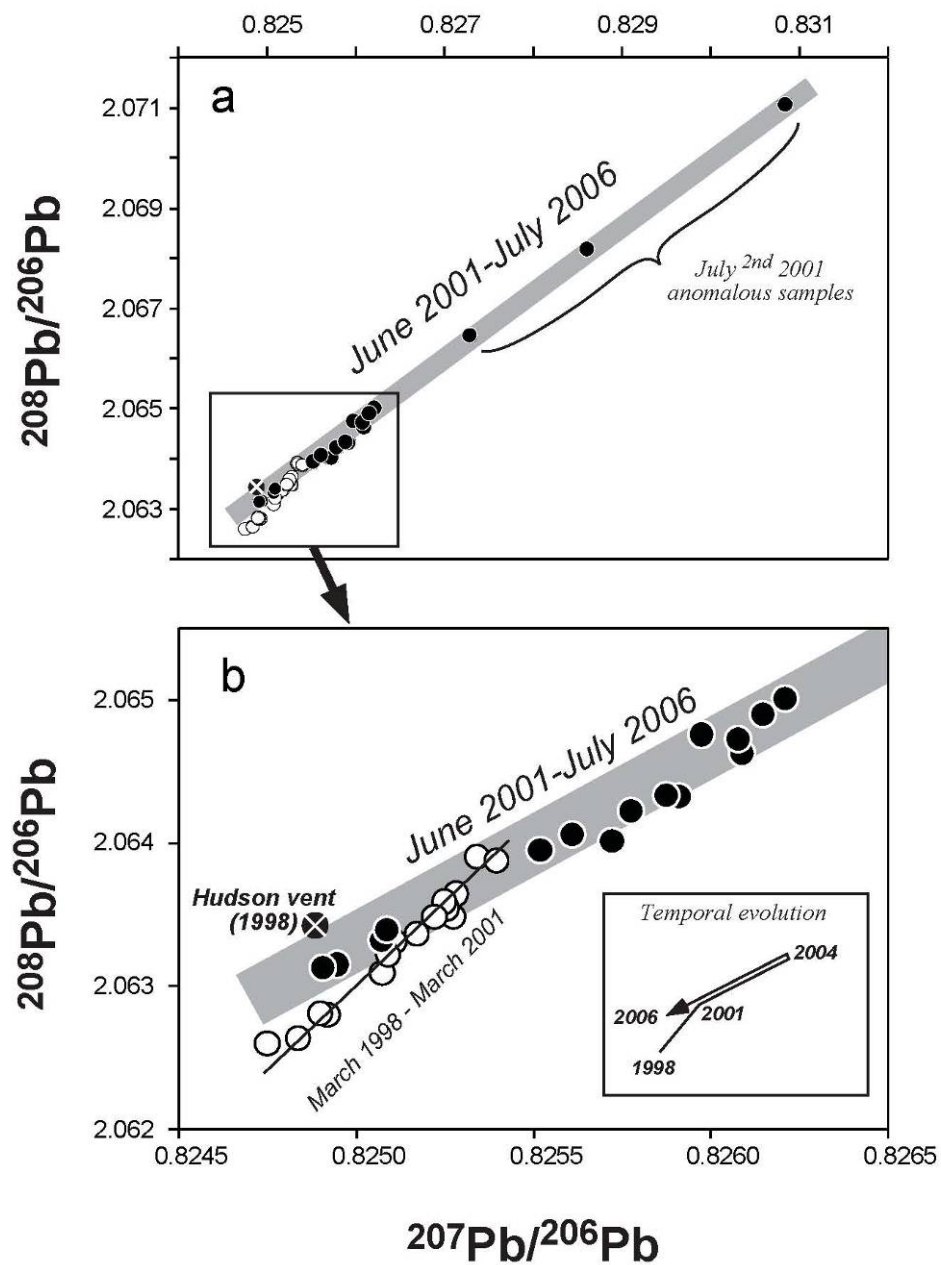 0.825 0.827 0.829 0.831
a
2.071
2.069
2.067
2.065
2.063
208Pb/206Pb
June 2001-July 2006
July 2nd 2001
anomalous samples
b
2.065
2.064
2.063
2.062
208Pb/206Pb
June 2001-July 2006
Hudson vent
(1998)
March 1998 - March 2001
Temporal evolution
2004
2006 2001
1998
0.8245 0.8250 0.8255 0.8260 0.8265
207Pb/206Pb